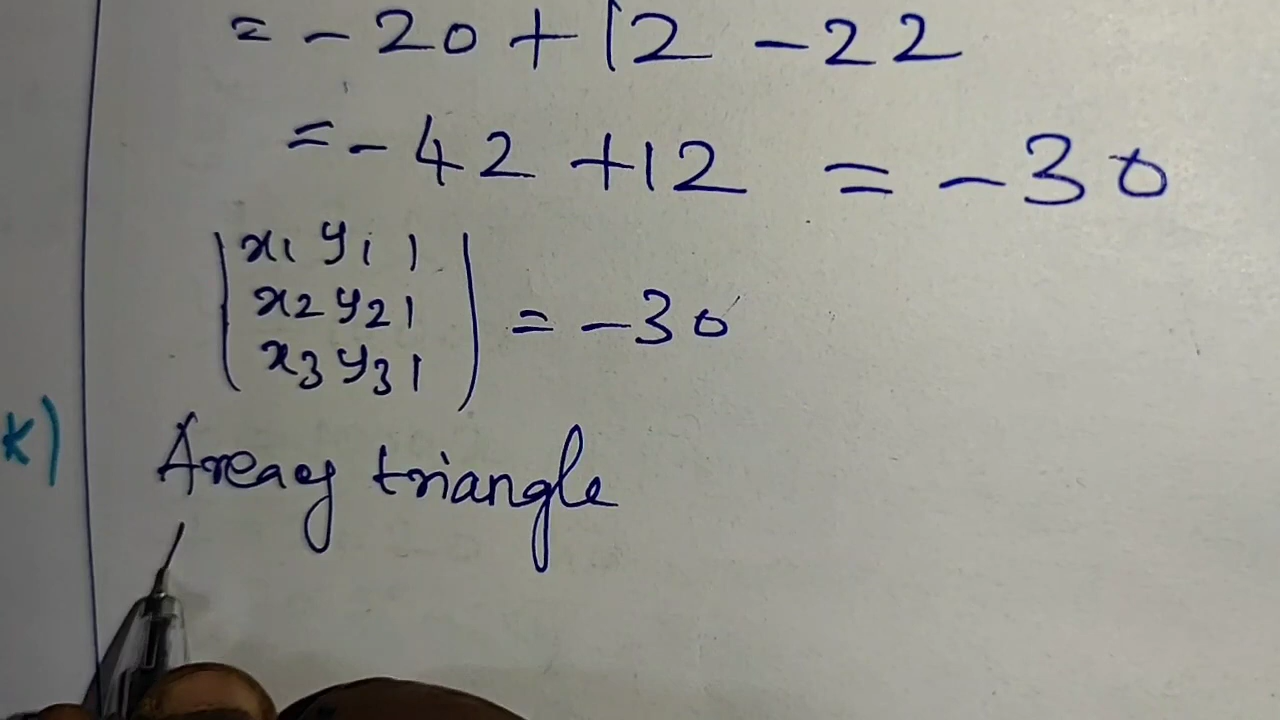 = - 20 + 12 - 22
= - 42 + 12 = - 30
| x1 y1 1 |
| x2 y2 1 | = - 30
| x3 y3 1 |
K) Area of triangle